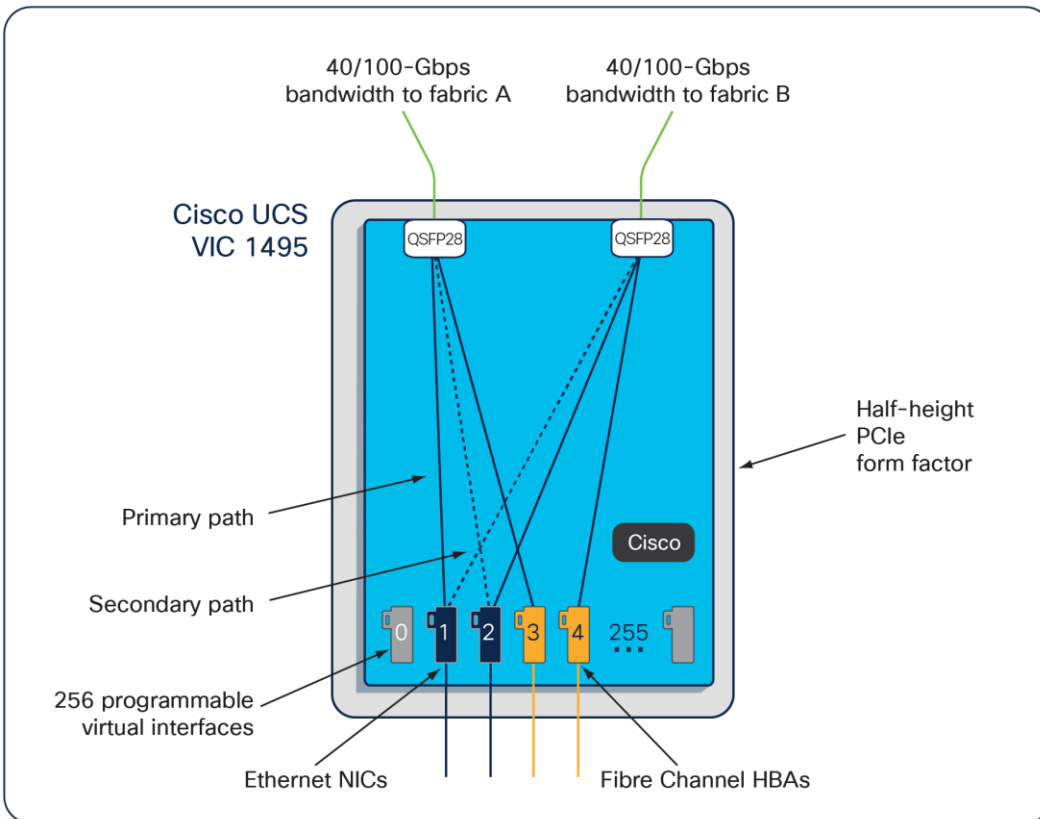 40/100-Gbps
bandwidth to fabric A
40/100-Gbps
bandwidth to fabric B
Cisco UCS
VIC 1495
QSFP28
QSFP28
Half-height
PCIe
form factor
Primary path
Cisco
Secondary path
0
1
2
3
4
255
256 programmable
virtual interfaces
Ethernet NICs
Fibre Channel HBAs